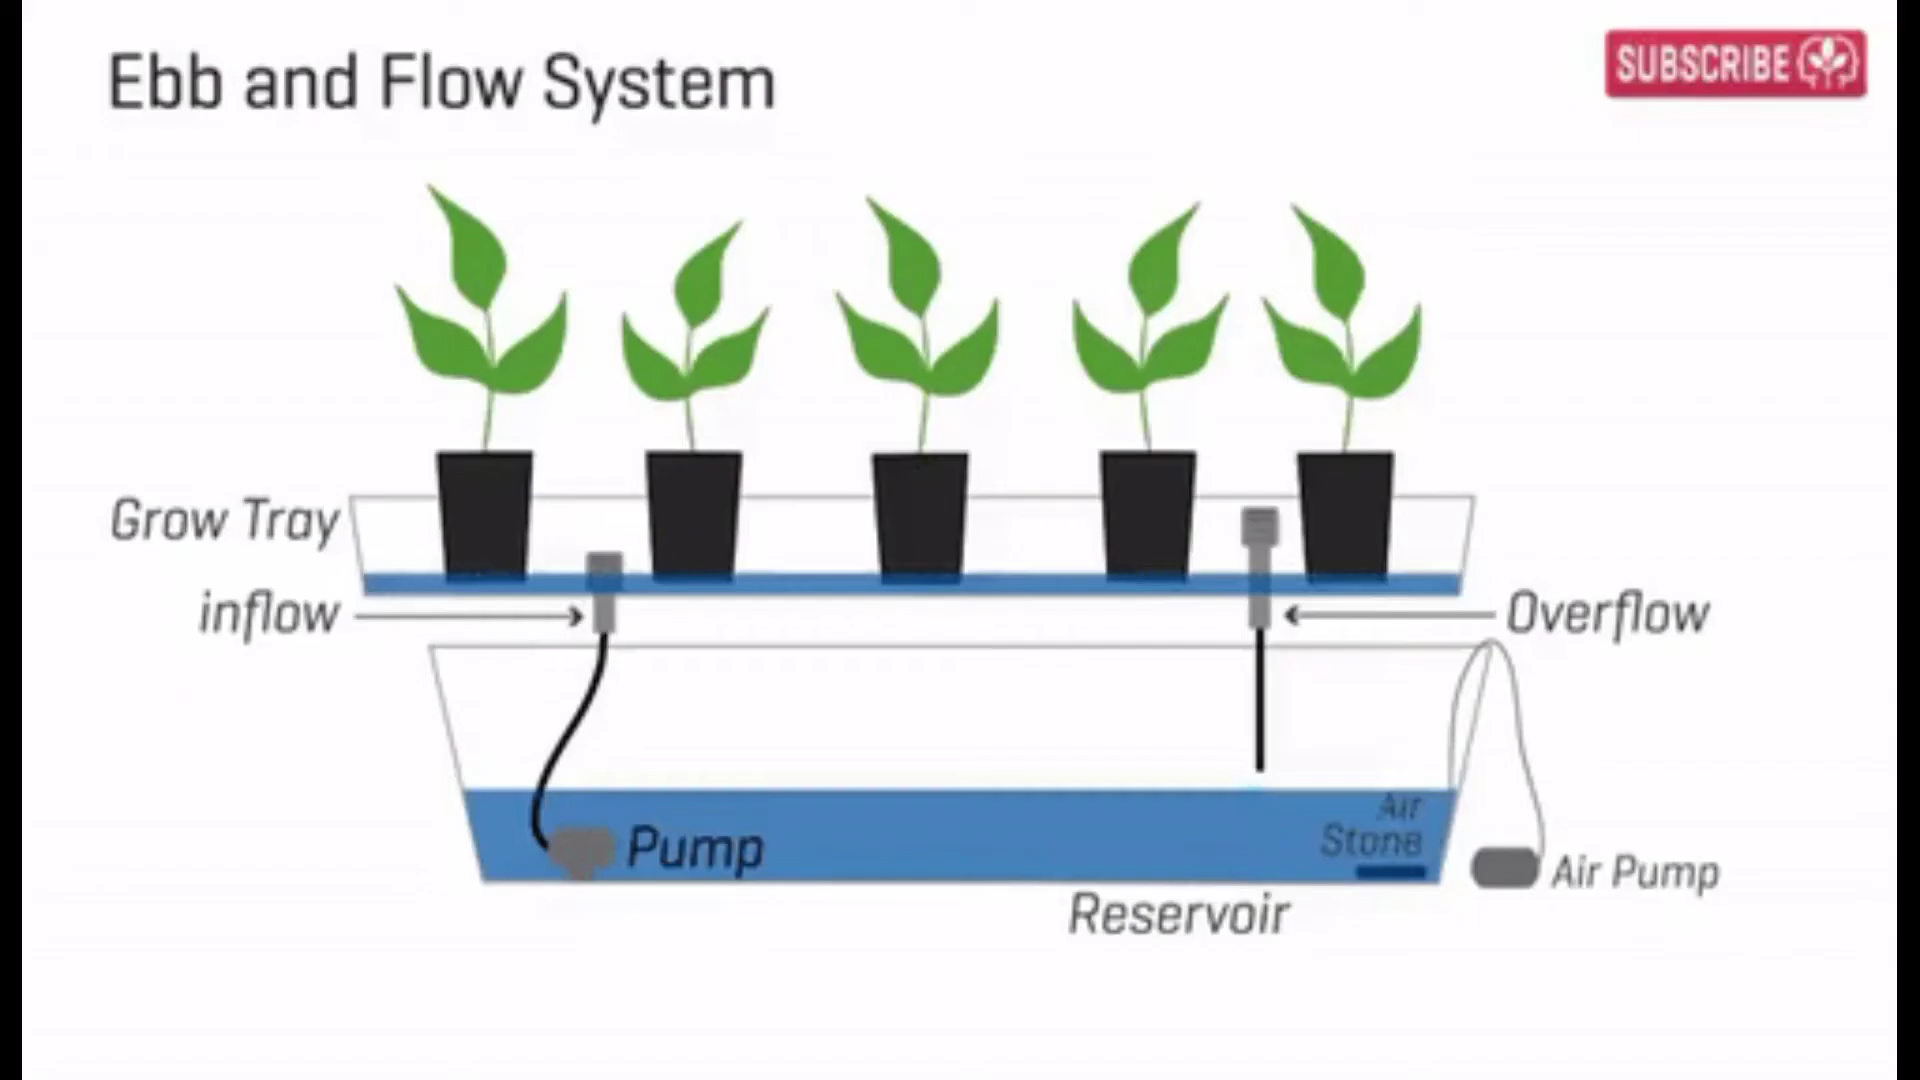 Ebb and Flow System
SUBSCRIBE
Grow Tray
inflow
Overflow
Air
Stone
Pump
Air Pump
Reservoir